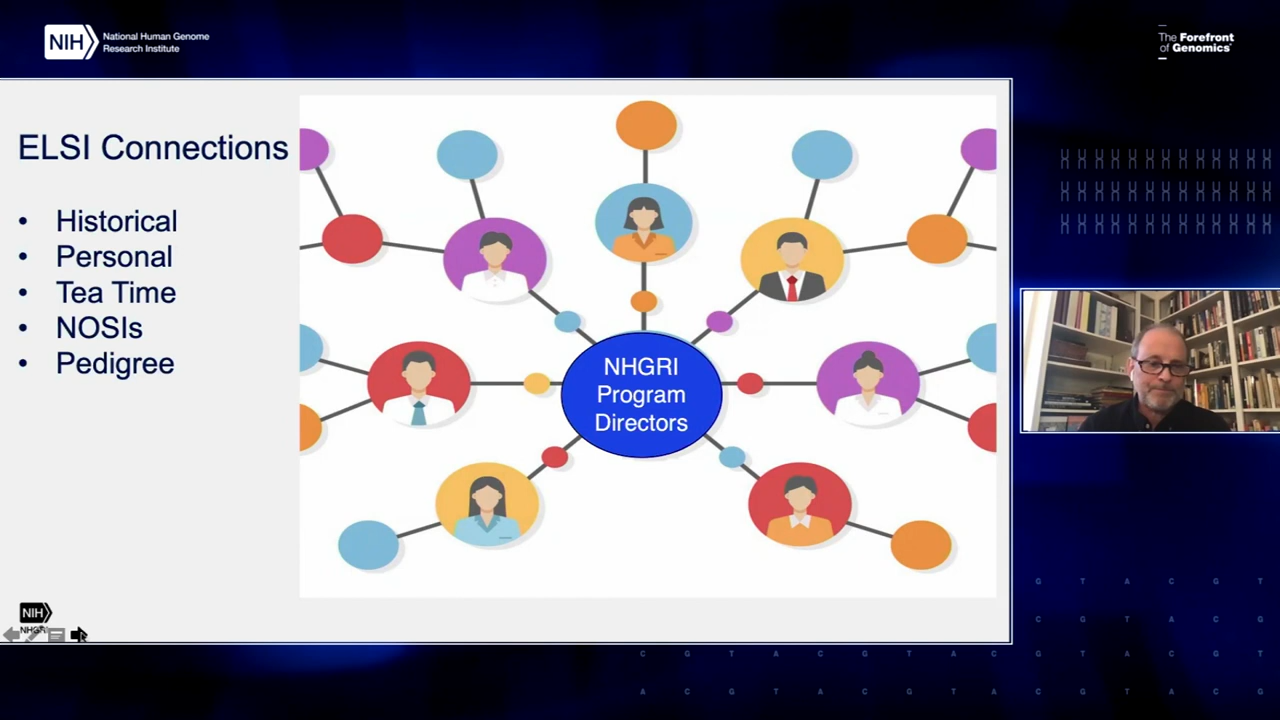 NIH
National Human Genome
Research Institute
The Forefront
of Genomics®
ELSI Connections
• Historical
• Personal
• Tea Time
• NOSIs
• Pedigree
NHGRI
Program
Directors
NIH
NHGRI
G T A C G T
C G T A C G
C G T A C G T A C G T A C G T
A C G T A C G T A C G T A C G